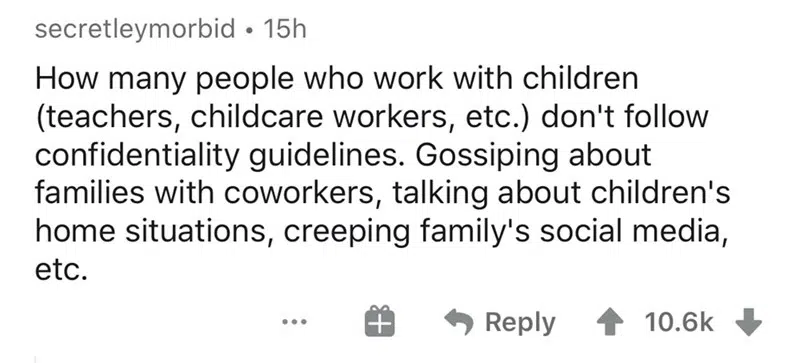 secretleymorbid • 15h
How many people who work with children
(teachers, childcare workers, etc.) don't follow
confidentiality guidelines. Gossiping about
families with coworkers, talking about children's
home situations, creeping family's social media,
etc.
... Reply 10.6k